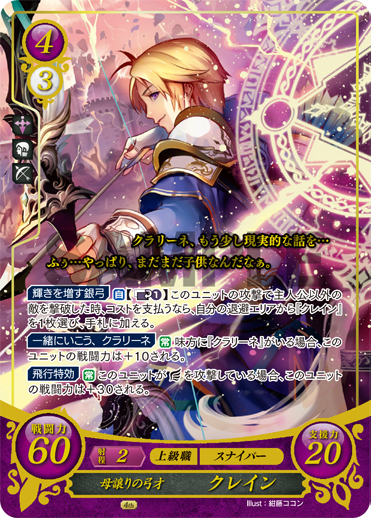 4
3
クラリーネ、もう少し現実的な話を…
ふぅ…やっぱり、まだまだ子供なんだなぁ。
輝きを増す銀弓 自【1】このユニットの攻撃で主人公以外の
敵を撃破した時、コストを支払うなら、自分の退避エリアから『クレイン』
を1枚選び、手札に加える。
一緒にいこう、クラリーネ 常 味方に『クラリーネ』がいる場合、この
ユニットの戦闘力は+10される。
飛行特効 常 このユニットが を攻撃している場合、このユニット
の戦闘力は+30される。
戦闘力 60
射程 2 上級職 スナイパー
支援力 20
母譲りの弓才 クレイン
4th
Illust：紺藤ココン